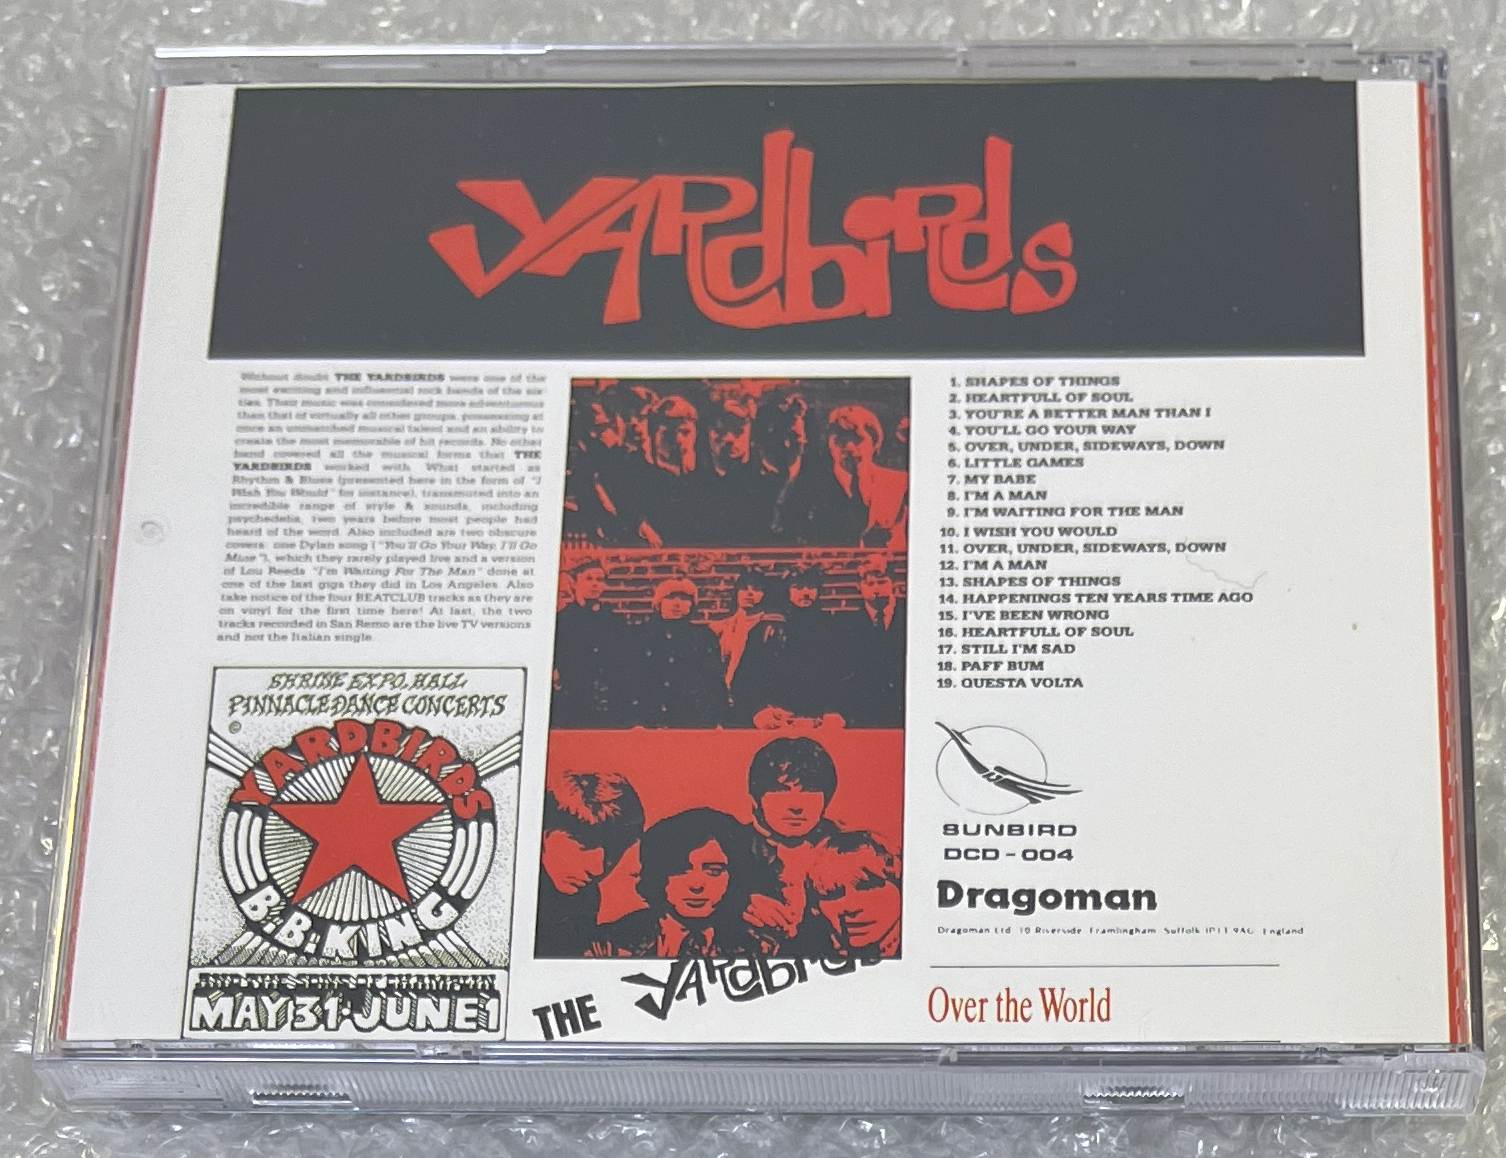 YARDbiRds
Without doubt THE YARDBIRDS were one of the
most exciting and influential rock bands of the six-
ties. Their music was considered more adventurous
than that of virtually all other groups, possessing at
once an unmatched musical talent and an ability to
create the most memorable of hit records. No other
band covered all the musical forms that THE
YARDBIRDS worked with. What started as
Rhythm & Blues (presented here in the form of "I
Wish You Would" for instance), transmuted into an
incredible range of style & sounds, including
psychedelia, two years before most people had
heard of the word. Also included are two obscure
covers: one Dylan song ("You'll Go Your Way, I'll Go
Mine"), which they rarely played live and a version
of Lou Reeds "I'm Waiting For The Man" done at
one of the last gigs they did in Los Angeles. Also
take notice of the four BEATCLUB tracks as they are
on vinyl for the first time here! At last, the two
tracks recorded in San Remo are the live TV versions
and not the Italian single.
SHRINE EXPO. HALL
PINNACLE DANCE CONCERTS
©
YARDBIRDS
B.B. KING
MAY 31 · JUNE 1
THE YARDbiRds
1. SHAPES OF THINGS
2. HEARTFULL OF SOUL
3. YOU'RE A BETTER MAN THAN I
4. YOU'LL GO YOUR WAY
5. OVER, UNDER, SIDEWAYS, DOWN
6. LITTLE GAMES
7. MY BABE
8. I'M A MAN
9. I'M WAITING FOR THE MAN
10. I WISH YOU WOULD
11. OVER, UNDER, SIDEWAYS, DOWN
12. I'M A MAN
13. SHAPES OF THINGS
14. HAPPENINGS TEN YEARS TIME AGO
15. I'VE BEEN WRONG
16. HEARTFULL OF SOUL
17. STILL I'M SAD
18. PAFF BUM
19. QUESTA VOLTA
SUNBIRD
DCD - 004
Dragoman
Dragoman Ltd. 10 Riverside Framlingham Suffolk IP13 9AG England
Over the World